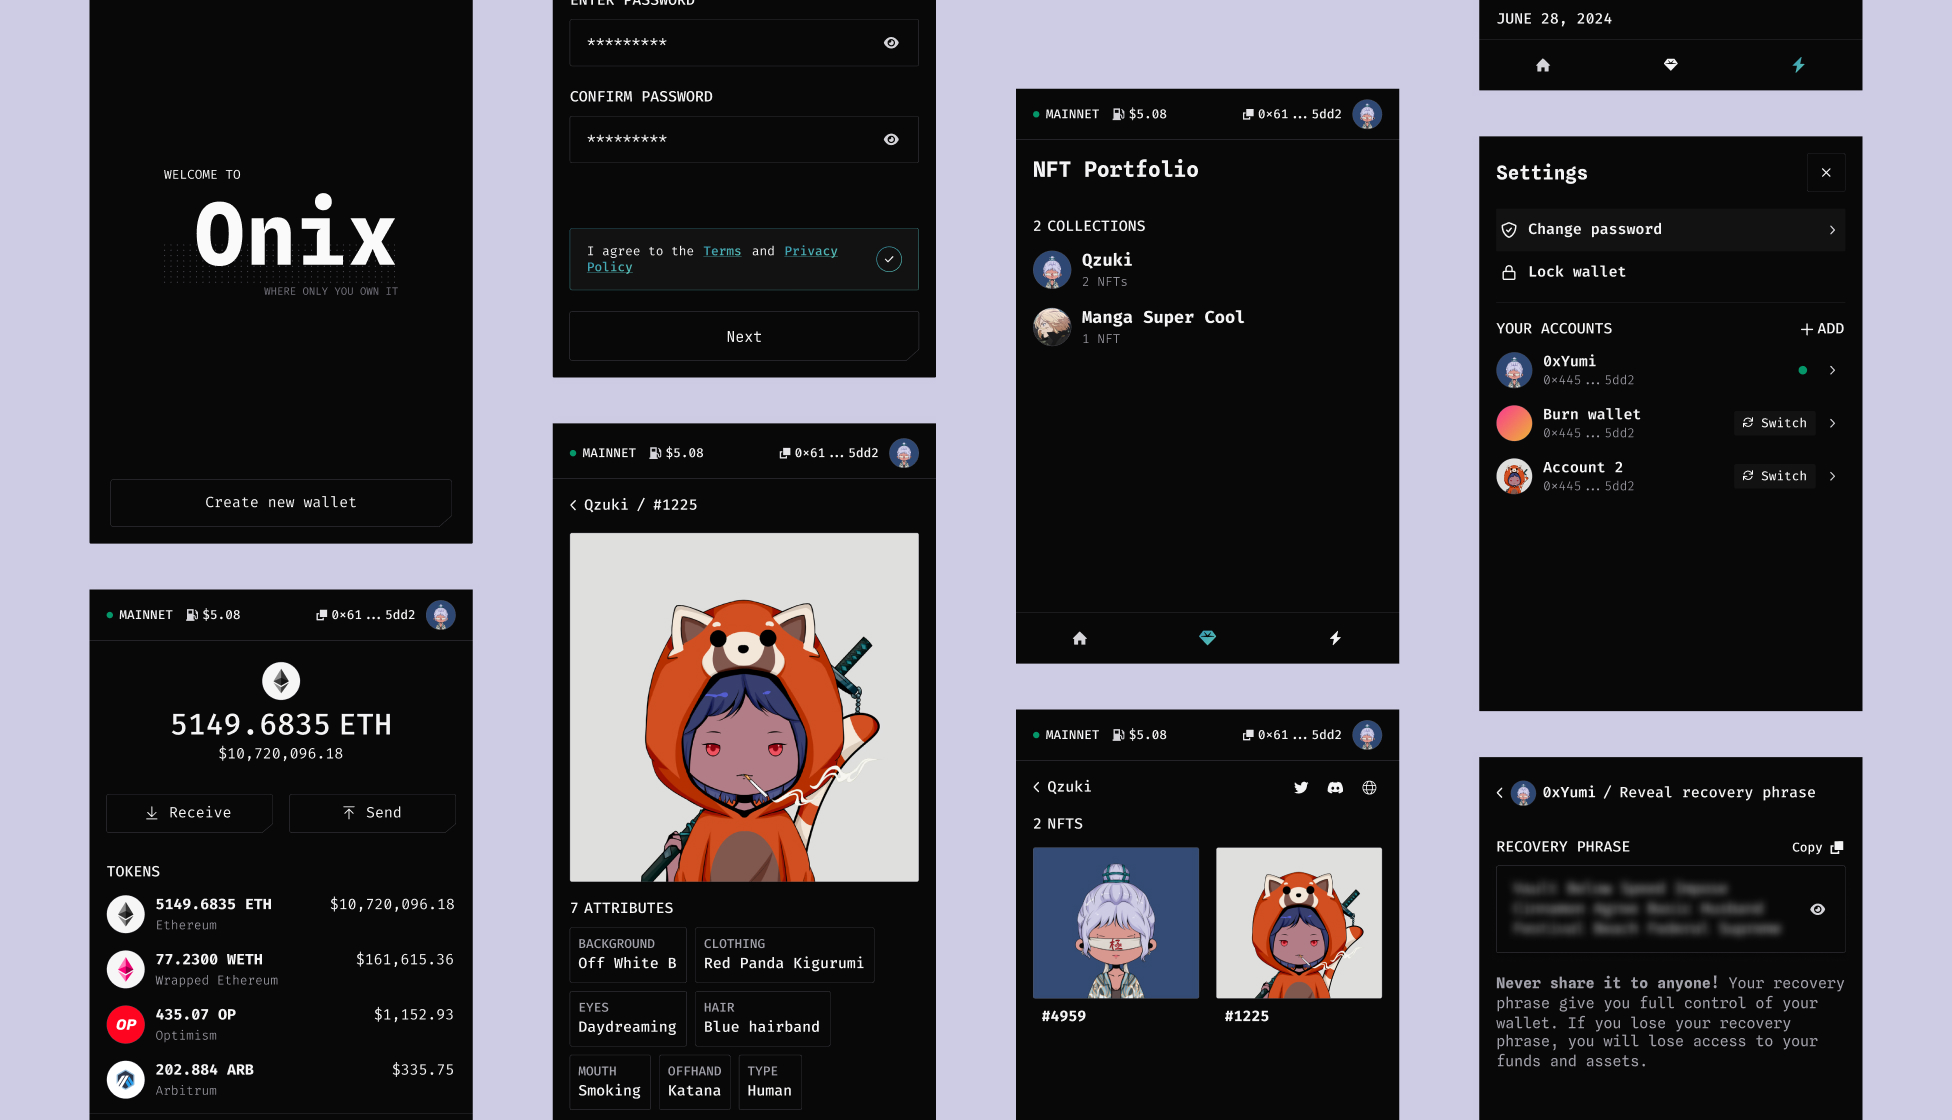 WELCOME TO
Onix
WHERE ONLY YOU OWN IT
Create new wallet
MAINNET $5.08 0×61...5dd2
5149.6835 ETH
$10,720,096.18
Receive Send
TOKENS
5149.6835 ETH $10,720,096.18
Ethereum
77.2300 WETH $161,615.36
Wrapped Ethereum
OP
435.07 OP $1,152.93
Optimism
202.884 ARB $335.75
Arbitrum
ENTER PASSWORD
*********
CONFIRM PASSWORD
*********
I agree to the Terms and Privacy
Policy
Next
MAINNET $5.08 0×61...5dd2
Qzuki / #1225
7 ATTRIBUTES
BACKGROUND
Off White B
CLOTHING
Red Panda Kigurumi
EYES
Daydreaming
HAIR
Blue hairband
MOUTH
Smoking
OFFHAND
Katana
TYPE
Human
MAINNET $5.08 0×61...5dd2
NFT Portfolio
2 COLLECTIONS
Qzuki
2 NFTs
Manga Super Cool
1 NFT
MAINNET $5.08 0×61...5dd2
Qzuki
2 NFTS
極
#4959
#1225
JUNE 28, 2024
Settings
Change password
Lock wallet
YOUR ACCOUNTS + ADD
0xYumi
0×445...5dd2
Burn wallet
0×445...5dd2
Switch
Account 2
0×445...5dd2
Switch
0xYumi / Reveal recovery phrase
RECOVERY PHRASE Copy
Never share it to anyone! Your recovery
phrase give you full control of your
wallet. If you lose your recovery
phrase, you will lose access to your
funds and assets.